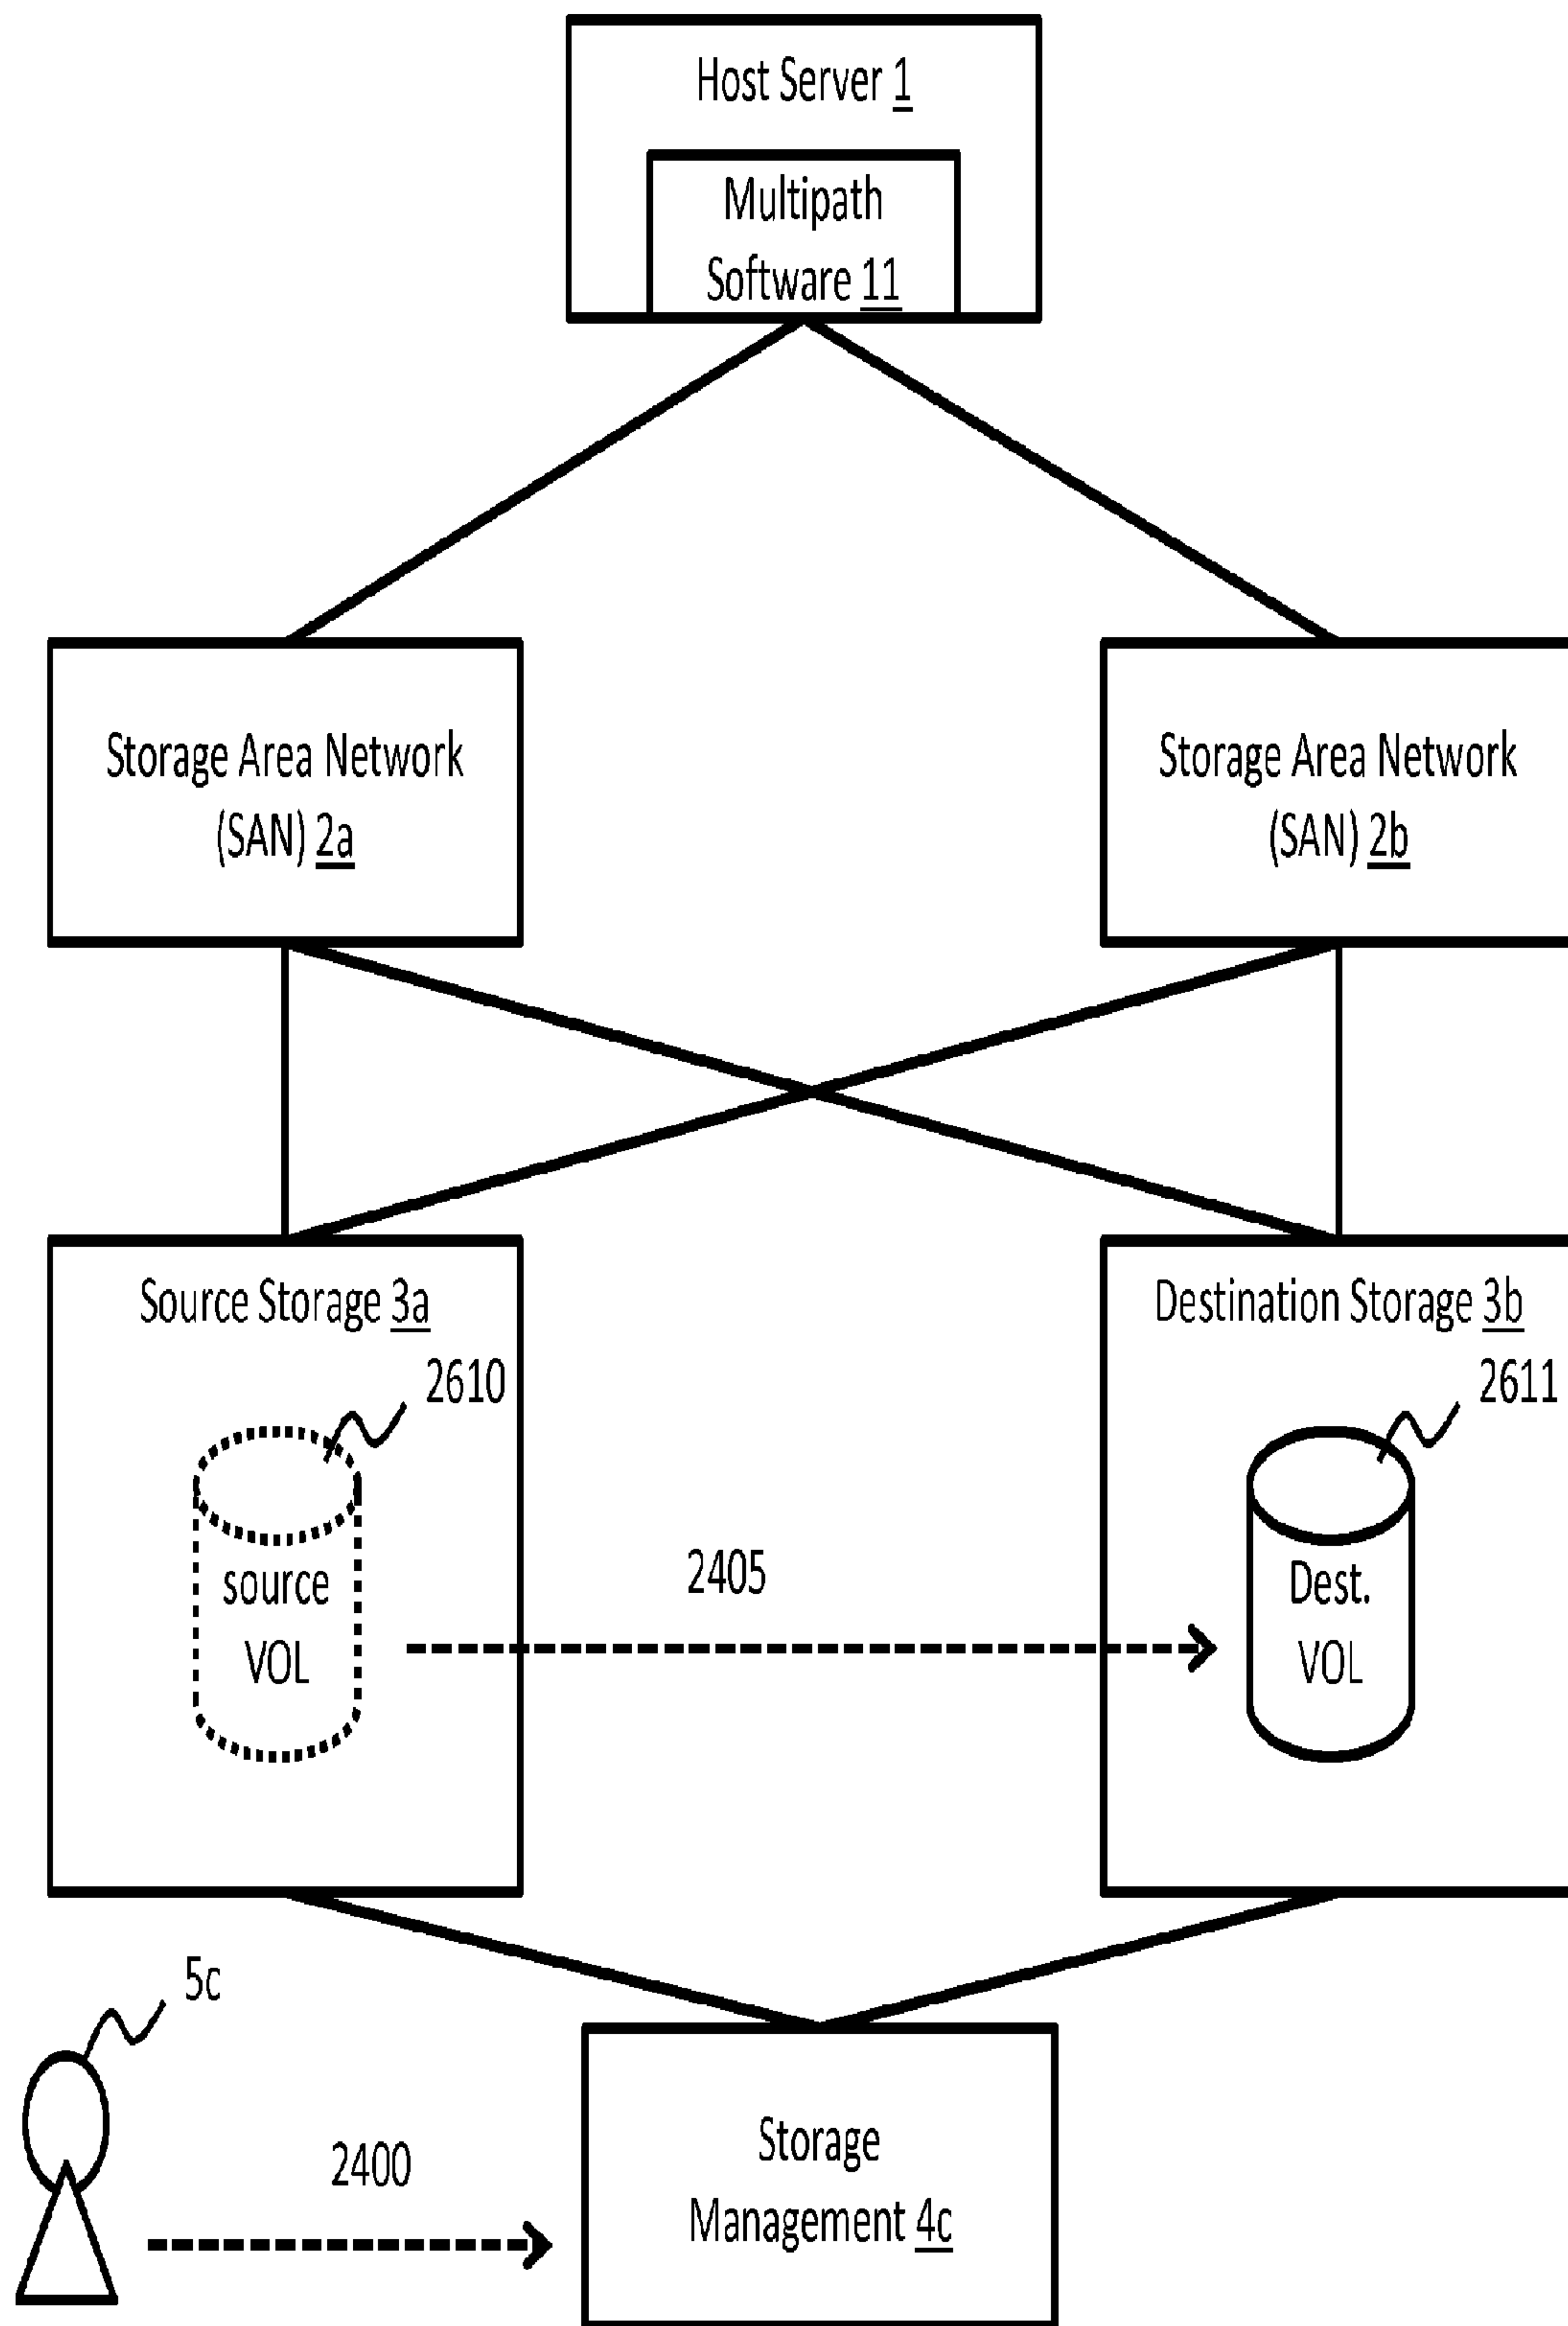 Host Server 1
Multipath
Software 11
Storage Area Network
(SAN) 2a
Storage Area Network
(SAN) 2b
Source Storage 3a
2610
source
VOL
Destination Storage 3b
2611
Dest.
VOL
2405
5c
2400
Storage
Management 4c